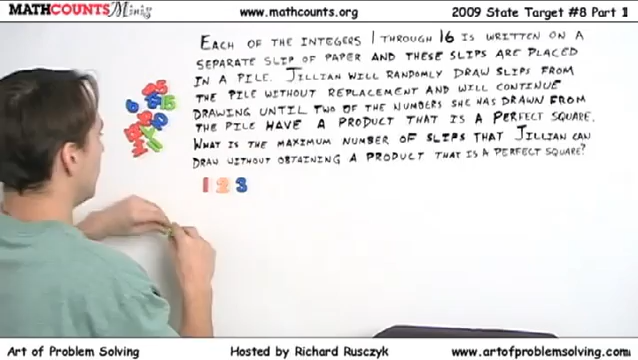 MATHCOUNTS Minis
www.mathcounts.org
2009 State Target #8 Part 1
EACH OF THE INTEGERS 1 THROUGH 16 IS WRITTEN ON A
SEPARATE SLIP OF PAPER AND THESE SLIPS ARE PLACED
IN A PILE. JILLIAN WILL RANDOMLY DRAW SLIPS FROM
THE PILE WITHOUT REPLACEMENT AND WILL CONTINUE
DRAWING UNTIL TWO OF THE NUMBERS SHE HAS DRAWN FROM
THE PILE HAVE A PRODUCT THAT IS A PERFECT SQUARE.
WHAT IS THE MAXIMUM NUMBER OF SLIPS THAT JILLIAN CAN
DRAW WITHOUT OBTAINING A PRODUCT THAT IS A PERFECT SQUARE?
1 2 3
Art of Problem Solving
Hosted by Richard Rusczyk
www.artofproblemsolving.com